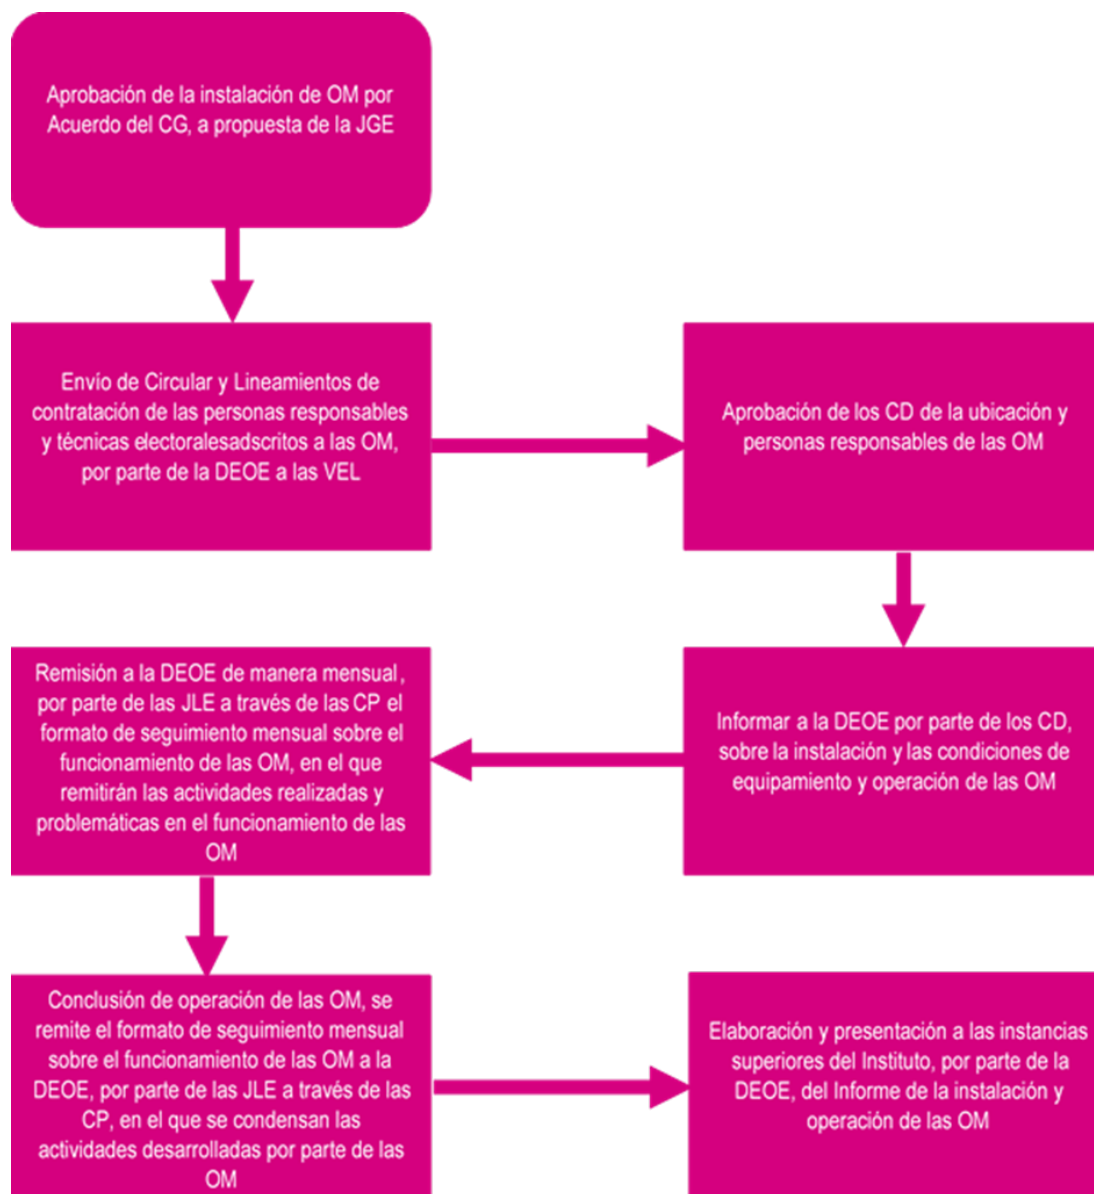 Aprobación de la instalación de OM por
Acuerdo del CG, a propuesta de la JGE
Envío de Circular y Lineamientos de
contratación de las personas responsables
y técnicas electoralesadscritos a las OM,
por parte de la DEOE a las VEL
Aprobación de los CD de la ubicación y
personas responsables de las OM
Informar a la DEOE por parte de los CD,
sobre la instalación y las condiciones de
equipamiento y operación de las OM
Remisión a la DEOE de manera mensual,
por parte de las JLE a través de las CP el
formato de seguimiento mensual sobre el
funcionamiento de las OM, en el que
remitirán las actividades realizadas y
problemáticas en el funcionamiento de las
OM
Conclusión de operación de las OM, se
remite el formato de seguimiento mensual
sobre el funcionamiento de las OM a la
DEOE, por parte de las JLE a través de las
CP, en el que se condensan las
actividades desarrolladas por parte de las
OM
Elaboración y presentación a las instancias
superiores del Instituto, por parte de la
DEOE, del Informe de la instalación y
operación de las OM